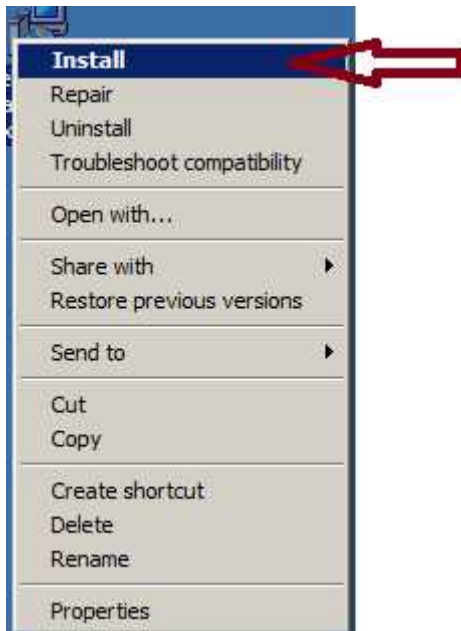 Install
Repair
Uninstall
Troubleshoot compatibility
Open with...
Share with
Restore previous versions
Send to
Cut
Copy
Create shortcut
Delete
Rename
Properties